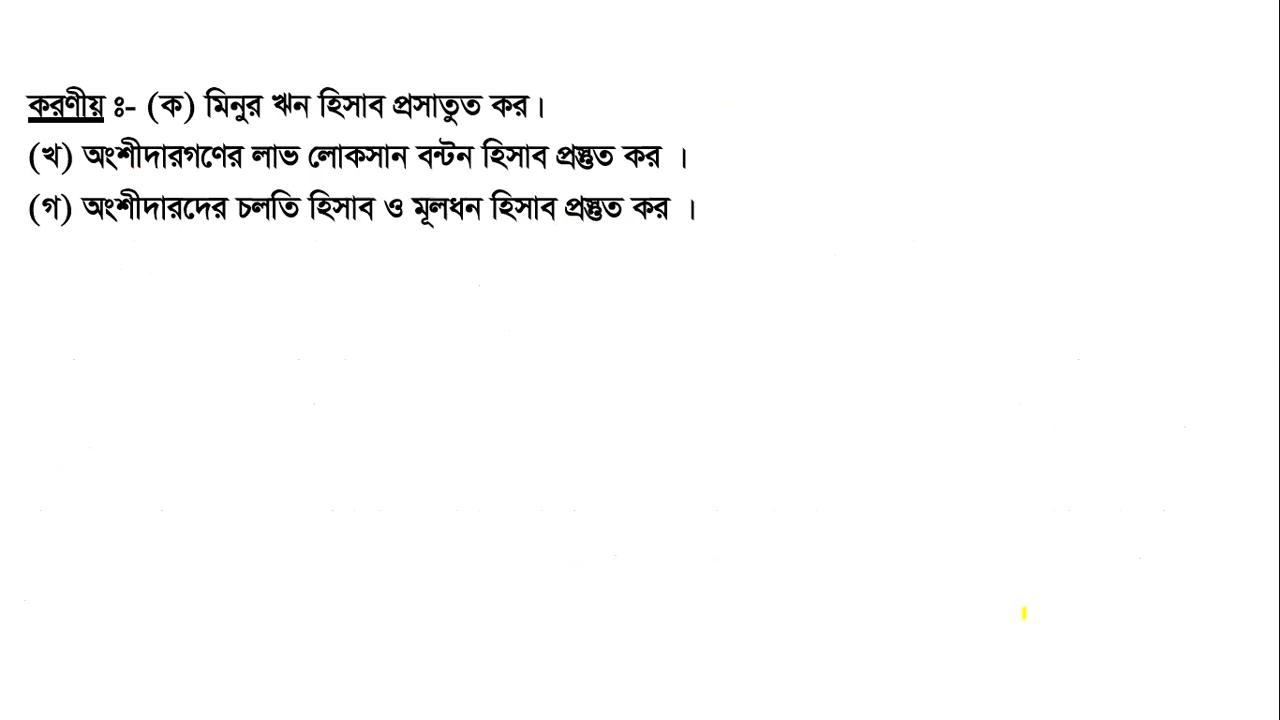 করণীয় ঃ- (ক) মিনুর ঋন হিসাব প্রসাতুত কর।
(খ) অংশীদারগণের লাভ লোকসান বন্টন হিসাব প্রস্তুত কর ।
(গ) অংশীদারদের চলতি হিসাব ও মূলধন হিসাব প্রস্তুত কর ।